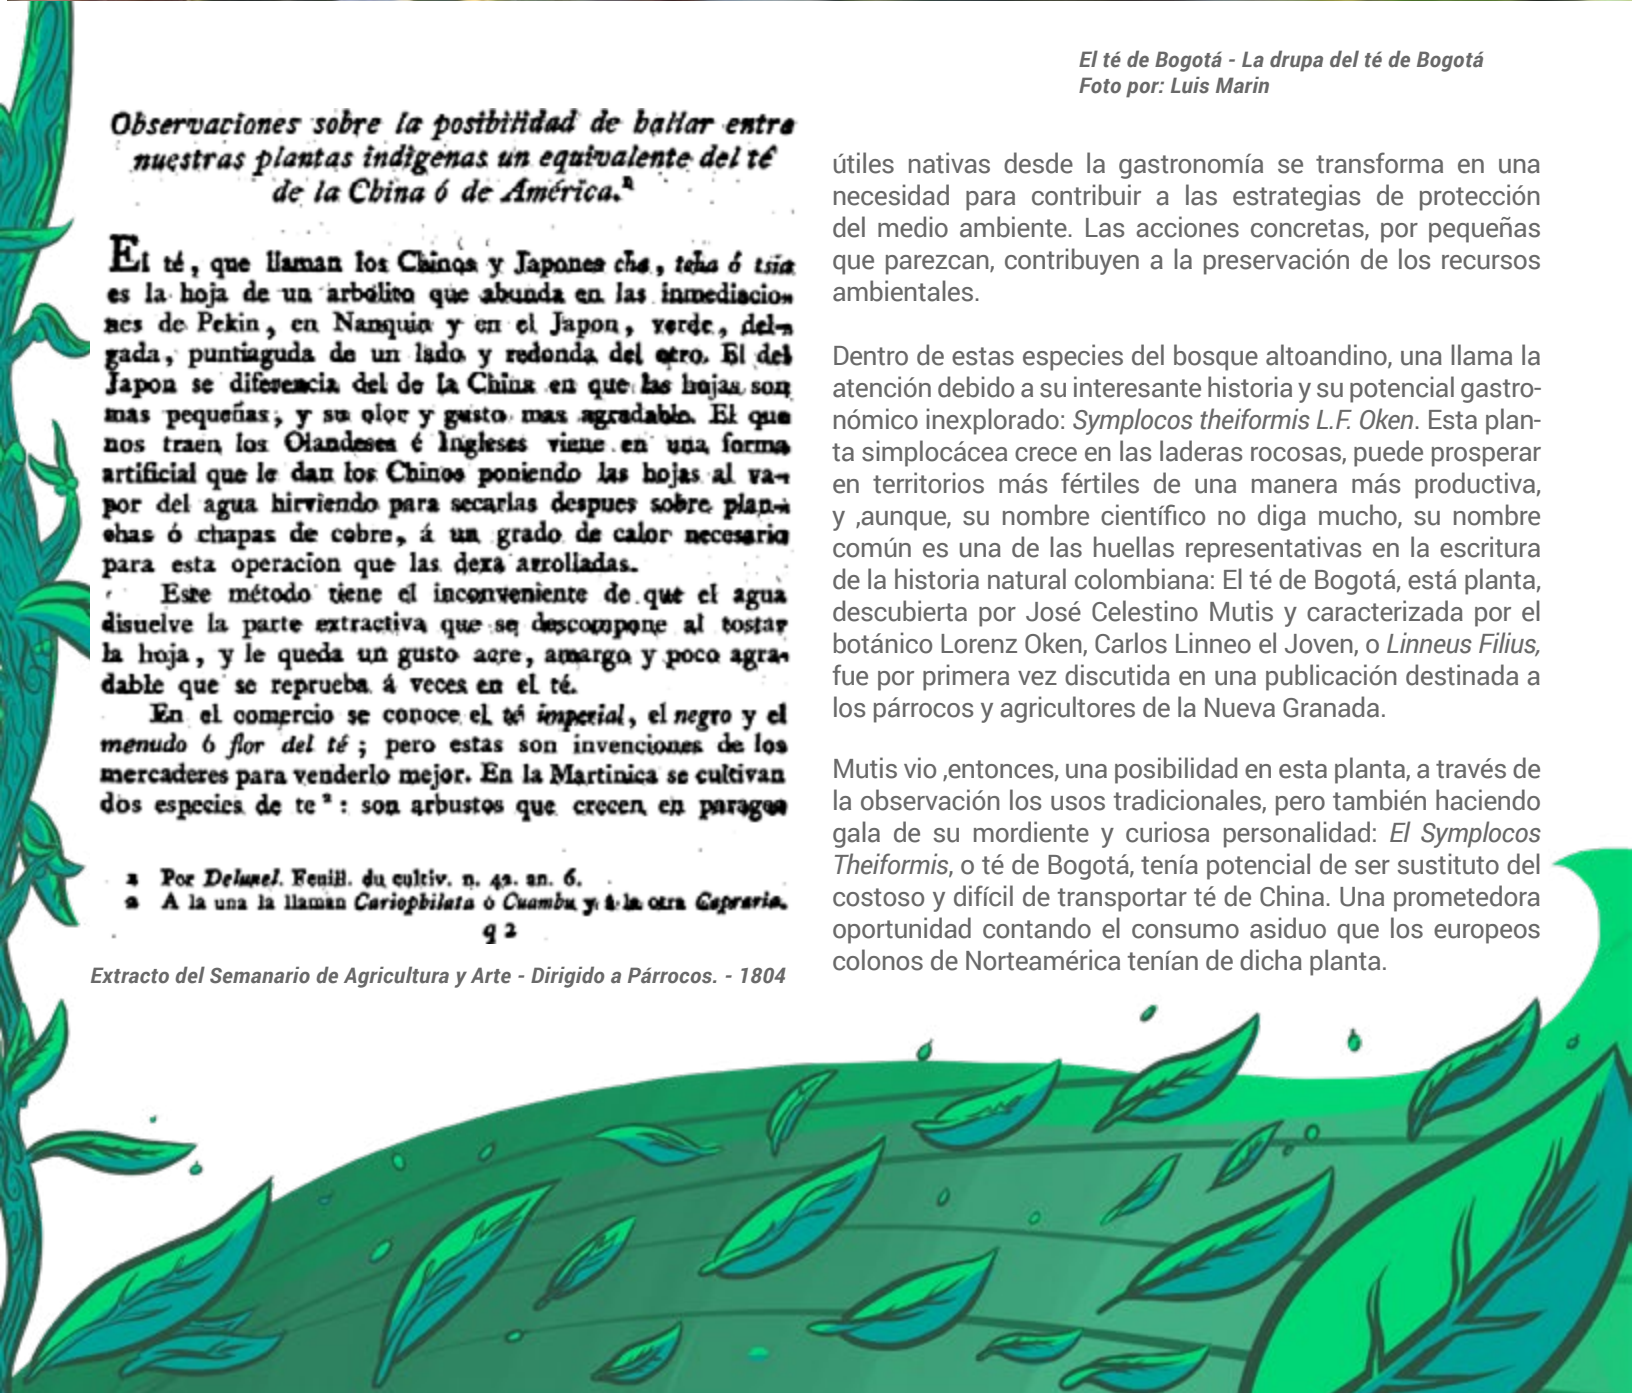 El té de Bogotá - La drupa del té de Bogotá
Foto por: Luis Marin
Observaciones sobre la posibilidad de hallar entre
nuestras plantas indigenas un equivalente del té
de la China ó de América.
El té, que llaman los Chinos y Japones cha, tcha ó tsia
es la hoja de un arbolito que abunda en las inmediacio-
nes de Pekin, en Nanquin y en el Japon, verde, del-
gada, puntiaguda de un lado y redonda del otro. El del
Japon se diferencia del de la China en que las hojas son
mas pequeñas, y su olor y gusto mas agradable. El que
nos traen los Olandeses é Ingleses viene en una forma
artificial que le dan los Chinos poniendo las hojas al va-
por del agua hirviendo para secarlas despues sobre plan-
chas ó chapas de cobre, á un grado de calor necesario
para esta operacion que las dexa arrolladas.
Este método tiene el inconveniente de que el agua
disuelve la parte extractiva que se descompone al tostar
la hoja, y le queda un gusto acre, amargo y poco agra-
dable que se reprueba á veces en el té.
En el comercio se conoce el té imperial, el negro y el
menudo ó flor del té; pero estas son invenciones de los
mercaderes para venderlo mejor. En la Martinica se cultivan
dos especies de te ²: son arbustos que crecen en parages
Por Delunel. Feuill. du cultiv. n. 42. an. 6.
2 A la una la llaman Cariophilata ó Cuambu y á la otra Capraria.
q 2
Extracto del Semanario de Agricultura y Arte - Dirigido a Párrocos. - 1804
útiles nativas desde la gastronomía se transforma en una
necesidad para contribuir a las estrategias de protección
del medio ambiente. Las acciones concretas, por pequeñas
que parezcan, contribuyen a la preservación de los recursos
ambientales.
Dentro de estas especies del bosque altoandino, una llama la
atención debido a su interesante historia y su potencial gastro-
nómico inexplorado: Symplocos theiformis L.F. Oken. Esta plan-
ta simplocácea crece en las laderas rocosas, puede prosperar
en territorios más fértiles de una manera más productiva,
y ,aunque, su nombre científico no diga mucho, su nombre
común es una de las huellas representativas en la escritura
de la historia natural colombiana: El té de Bogotá, está planta,
descubierta por José Celestino Mutis y caracterizada por el
botánico Lorenz Oken, Carlos Linneo el Joven, o Linneus Filius,
fue por primera vez discutida en una publicación destinada a
los párrocos y agricultores de la Nueva Granada.
Mutis vio ,entonces, una posibilidad en esta planta, a través de
la observación los usos tradicionales, pero también haciendo
gala de su mordiente y curiosa personalidad: El Symplocos
Theiformis, o té de Bogotá, tenía potencial de ser sustituto del
costoso y difícil de transportar té de China. Una prometedora
oportunidad contando el consumo asiduo que los europeos
colonos de Norteamérica tenían de dicha planta.